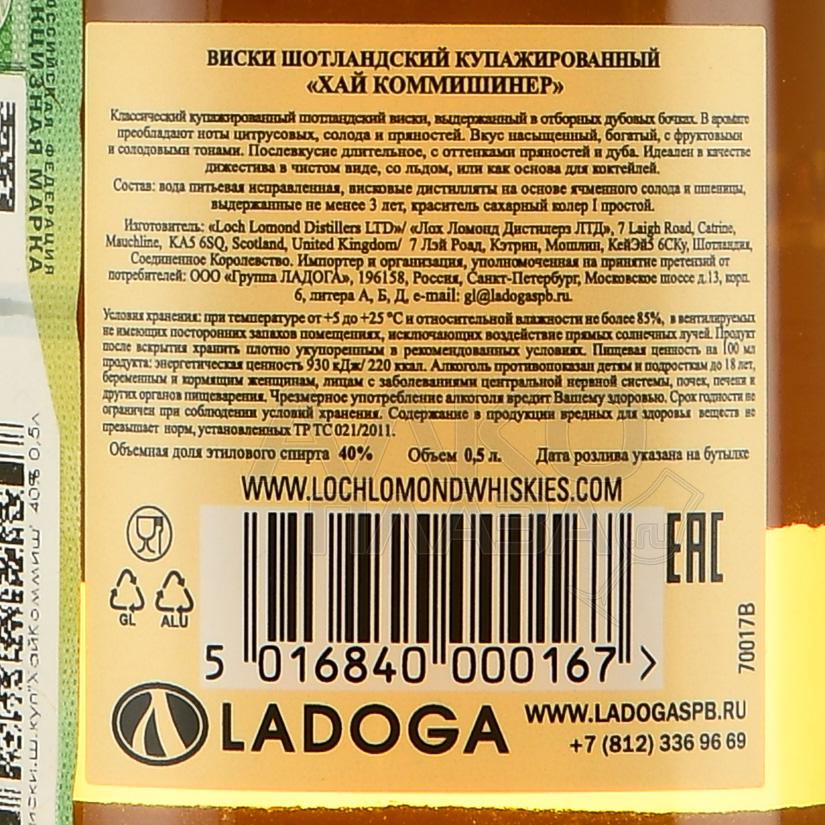 ВИСКИ ШОТЛАНДСКИЙ КУПАЖИРОВАННЫЙ
«ХАЙ КОММИШИНЕР»
Классический купажированный шотландский виски, выдержанный в отборных дубовых бочках. В аромате
преобладают ноты цитрусовых, солода и пряностей. Вкус насыщенный, богатый, с фруктовыми
и солодовыми тонами. Послевкусие длительное, с оттенками пряностей и дуба. Идеален в качестве
дижестива в чистом виде, со льдом, или как основа для коктейлей.
Состав: вода питьевая исправленная, висковые дистилляты на основе ячменного солода и пшеницы,
выдержанные не менее 3 лет, краситель сахарный колер I простой.
Изготовитель: «Loch Lomond Distillers LTD»/ «Лох Ломонд Дистилерз ЛТД», 7 Laigh Road, Catrine,
Mauchline, KA5 6SQ, Scotland, United Kingdom/ 7 Лэй Роад, Кэтрин, Мошлин, КейЭй5 6СКу, Шотландия,
Соединенное Королевство. Импортер и организация, уполномоченная на принятие претензий от
потребителей: ООО «Группа ЛАДОГА», 196158, Россия, Санкт-Петербург, Московское шоссе д.13, корп.
6, литера А, Б, Д, e-mail: gl@ladogaspb.ru.
Условия хранения: при температуре от +5 до +25 °С и относительной влажности не более 85%, в вентилируемых
не имеющих посторонних запахов помещениях, исключающих воздействие прямых солнечных лучей. Продукт
после вскрытия хранить плотно укупоренным в рекомендованных условиях. Пищевая ценность на 100 мл
продукта: энергетическая ценность 930 кДж/ 220 ккал. Алкоголь противопоказан детям и подросткам до 18 лет,
беременным и кормящим женщинам, лицам с заболеваниями центральной нервной системы, почек, печени и
других органов пищеварения. Чрезмерное употребление алкоголя вредит Вашему здоровью. Срок годности не
ограничен при соблюдении условий хранения. Содержание в продукции вредных для здоровья веществ не
превышает норм, установленных ТР ТС 021/2011.
Объемная доля этилового спирта 40% Объем 0,5 л. Дата розлива указана на бутылке
WWW.LOCHLOMONDWHISKIES.COM
GL ALU
EAC
5 016840 000167 >
70017В
LADOGA
WWW.LADOGASPB.RU
+7 (812) 336 96 69
ФЕДЕРАЦИЯ
АКЦИЗНАЯ МАРКА
40% 0,5л
АЛКО
ПЛАЗА.ru